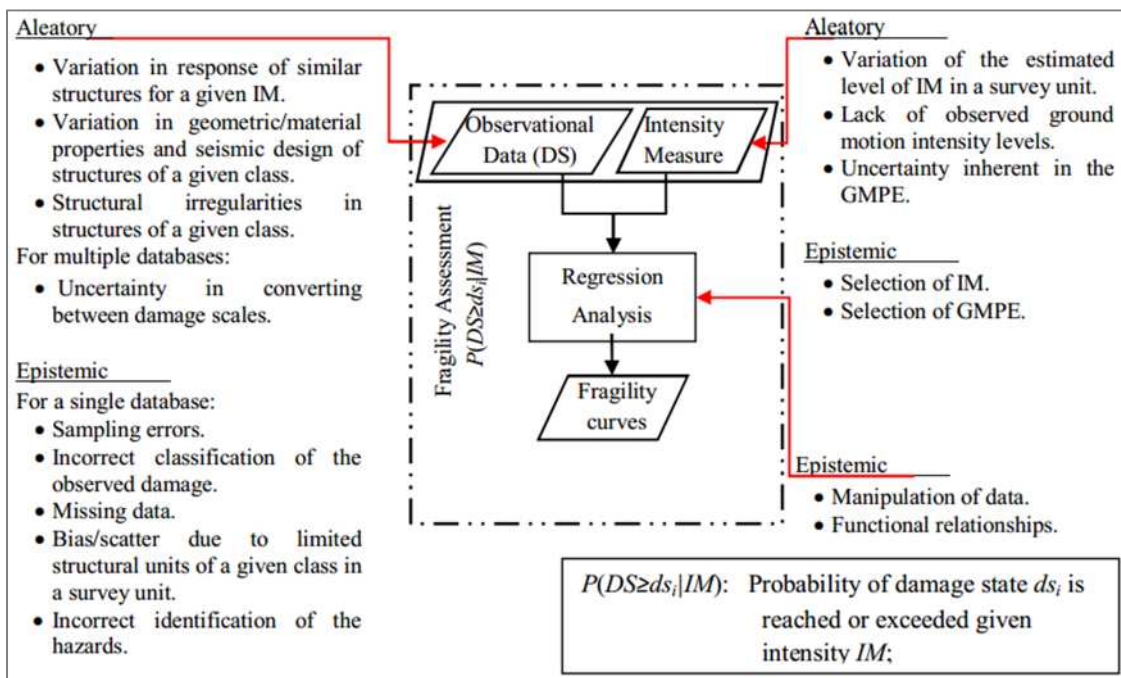 Aleatory
• Variation in response of similar
structures for a given IM.
• Variation in geometric/material
properties and seismic design of
structures of a given class.
• Structural irregularities in
structures of a given class.
For multiple databases:
• Uncertainty in converting
between damage scales.
Epistemic
For a single database:
• Sampling errors.
• Incorrect classification of the
observed damage.
• Missing data.
• Bias/scatter due to limited
structural units of a given class in
a survey unit.
• Incorrect identification of the
hazards.
Observational
Data (DS)
Intensity
Measure
Fragility Assessment
P(DS≥dsᵢ|IM)
Regression
Analysis
Fragility
curves
Aleatory
• Variation of the estimated
level of IM in a survey unit.
• Lack of observed ground
motion intensity levels.
• Uncertainty inherent in the
GMPE.
Epistemic
• Selection of IM.
• Selection of GMPE.
Epistemic
• Manipulation of data.
• Functional relationships.
P(DS≥dsᵢ|IM): Probability of damage state dsᵢ is
reached or exceeded given
intensity IM;